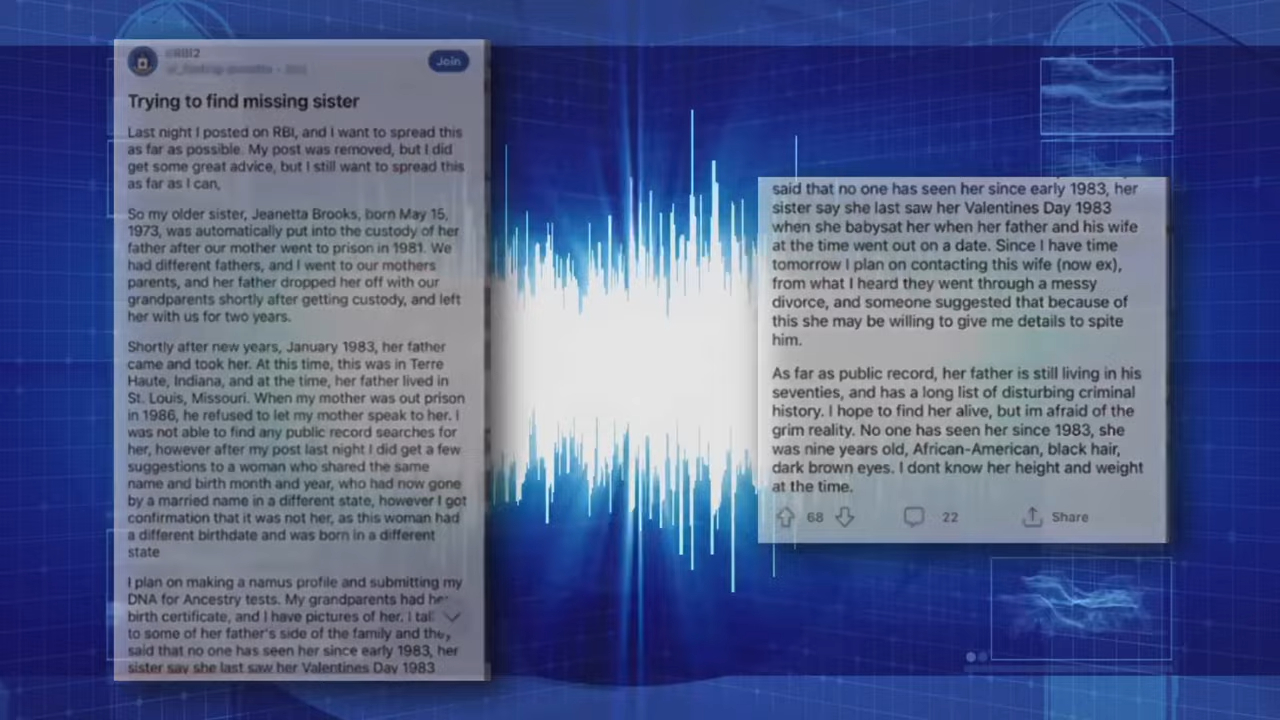 RBI2
Join
Trying to find missing sister
Last night I posted on RBI, and I want to spread this
as far as possible. My post was removed, but I did
get some great advice, but I still want to spread this
as far as I can,
So my older sister, Jeanetta Brooks, born May 15,
1973, was automatically put into the custody of her
father after our mother went to prison in 1981. We
had different fathers, and I went to our mothers
parents, and her father dropped her off with our
grandparents shortly after getting custody, and left
her with us for two years.
Shortly after new years, January 1983, her father
came and took her. At this time, this was in Terre
Haute, Indiana, and at the time, her father lived in
St. Louis, Missouri. When my mother was out prison
in 1986, he refused to let my mother speak to her. I
was not able to find any public record searches for
her, however after my post last night I did get a few
suggestions to a woman who shared the same
name and birth month and year, who had now gone
by a married name in a different state, however I got
confirmation that it was not her, as this woman had
a different birthdate and was born in a different
state
I plan on making a namus profile and submitting my
DNA for Ancestry tests. My grandparents had her
birth certificate, and I have pictures of her. I
to some of her father's side of the family and they
said that no one has seen her since early 1983, her
sister say she last saw her Valentines Day 1983
said that no one has seen her since early 1983, her
sister say she last saw her Valentines Day 1983
when she babysat her when her father and his wife
at the time went out on a date. Since I have time
tomorrow I plan on contacting this wife (now ex),
from what I heard they went through a messy
divorce, and someone suggested that because of
this she may be willing to give me details to spite
him.
As far as public record, her father is still living in his
seventies, and has a long list of disturbing criminal
history. I hope to find her alive, but im afraid of the
grim reality. No one has seen her since 1983, she
was nine years old, African-American, black hair,
dark brown eyes. I dont know her height and weight
at the time.
68 22 Share